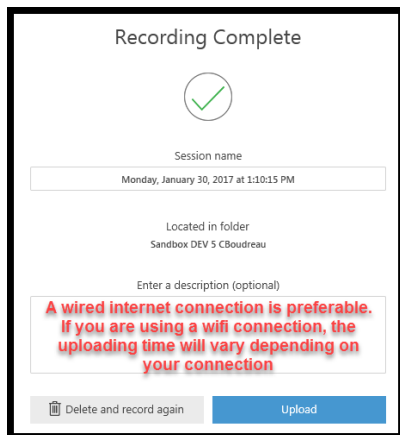 Recording Complete
Session name
Monday, January 30, 2017 at 1:10:15 PM
Located in folder
Sandbox DEV 5 CBoudreau
Enter a description (optional)
A wired internet connection is preferable.
If you are using a wifi connection, the
uploading time will vary depending on
your connection
Delete and record again
Upload